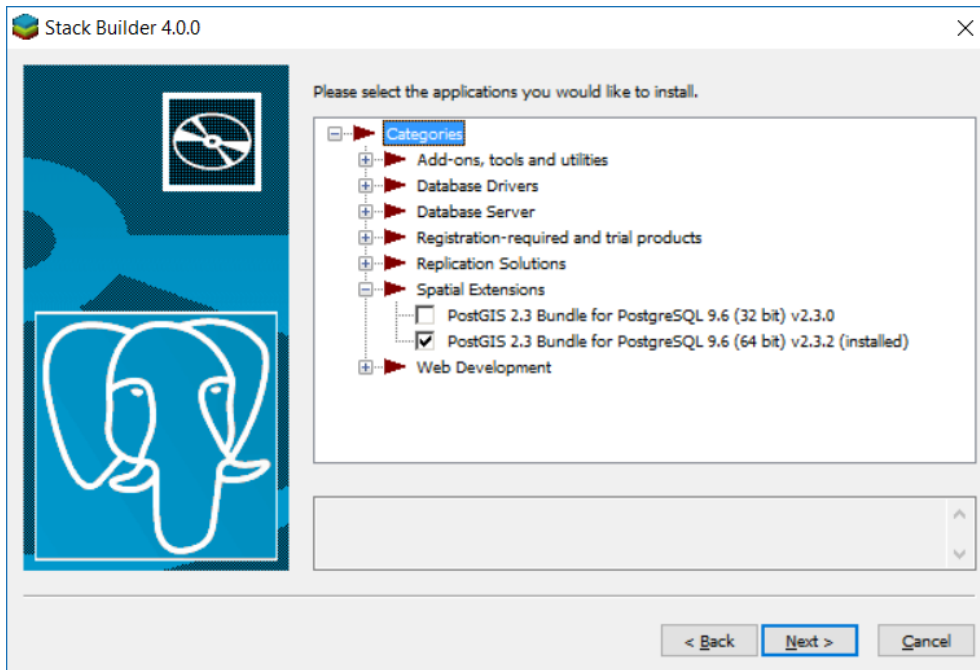 Stack Builder 4.0.0
Please select the applications you would like to install.
Categories
Add-ons, tools and utilities
Database Drivers
Database Server
Registration-required and trial products
Replication Solutions
Spatial Extensions
PostGIS 2.3 Bundle for PostgreSQL 9.6 (32 bit) v2.3.0
PostGIS 2.3 Bundle for PostgreSQL 9.6 (64 bit) v2.3.2 (installed)
Web Development
< Back Next > Cancel